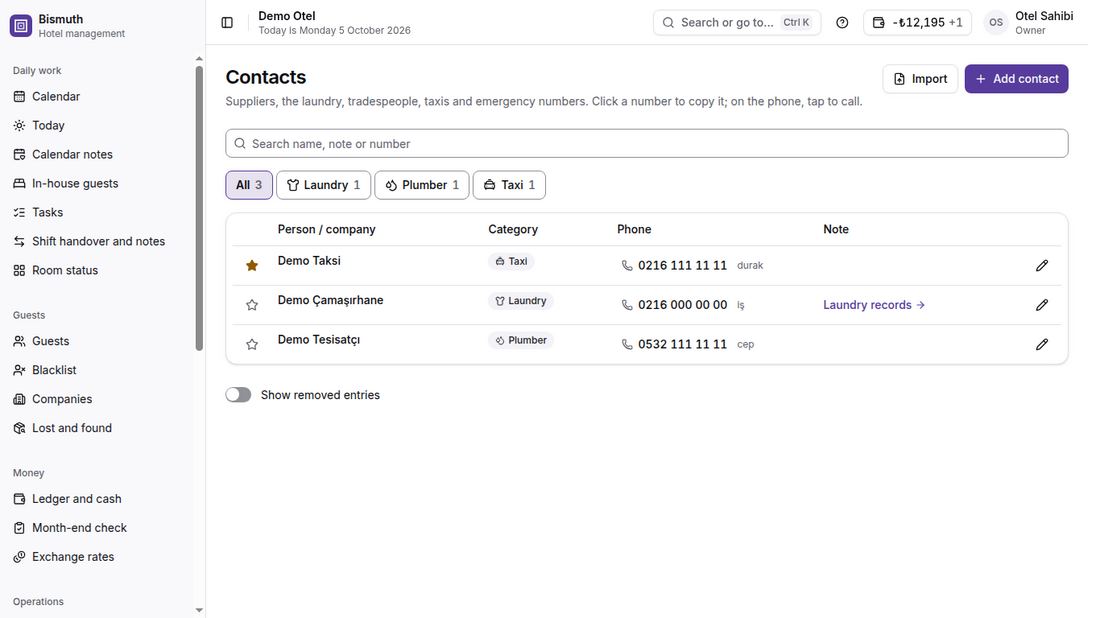 Bismuth
Hotel management
Daily work
Calendar
Today
Calendar notes
In-house guests
Tasks
Shift handover and notes
Room status
Guests
Guests
Blacklist
Companies
Lost and found
Money
Ledger and cash
Month-end check
Exchange rates
Operations
Demo Otel
Today is Monday 5 October 2026
Search or go to... Ctrl K
-₺12,195 +1
OS
Otel Sahibi
Owner
Contacts
Suppliers, the laundry, tradespeople, taxis and emergency numbers. Click a number to copy it; on the phone, tap to call.
Import
Add contact
Search name, note or number
All 3 Laundry 1 Plumber 1 Taxi 1
Person / company Category Phone Note
Demo Taksi Taxi 0216 111 11 11 durak
Demo Çamaşırhane Laundry 0216 000 00 00 iş Laundry records →
Demo Tesisatçı Plumber 0532 111 11 11 cep
Show removed entries